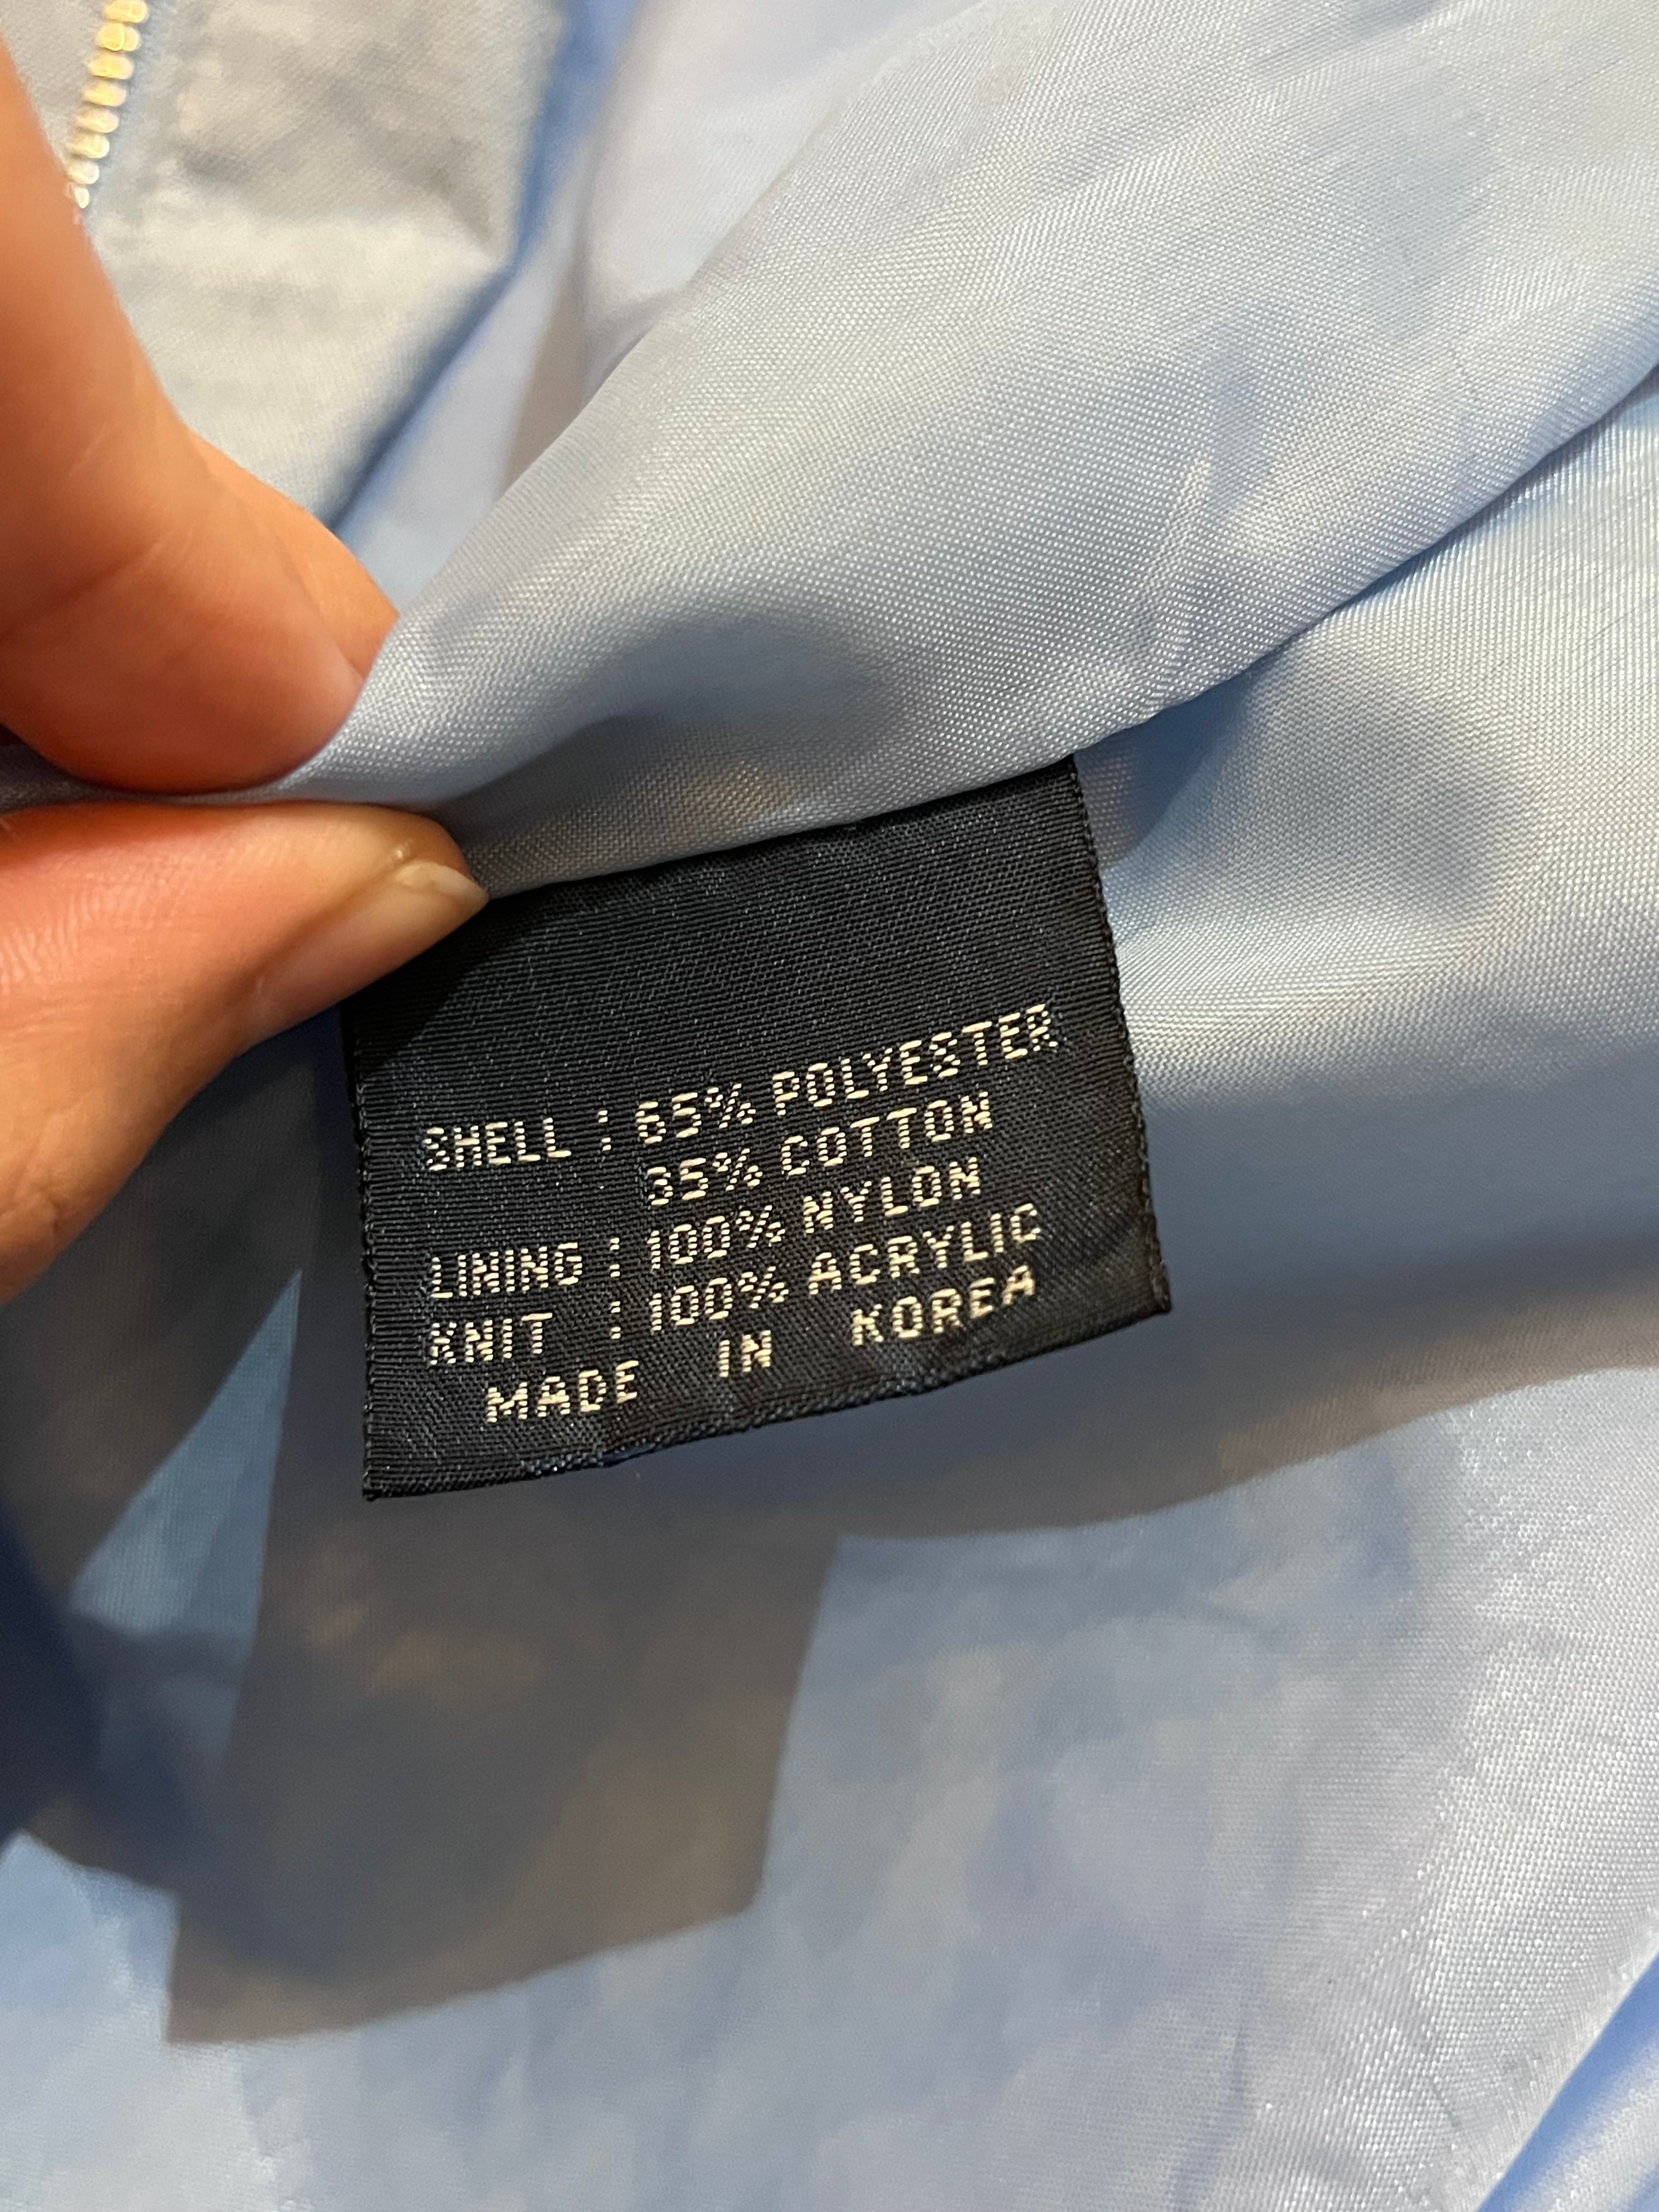 SHELL : 65% POLYESTER
35% COTTON
LINING : 100% NYLON
KNIT : 100% ACRYLIC
MADE IN KOREA